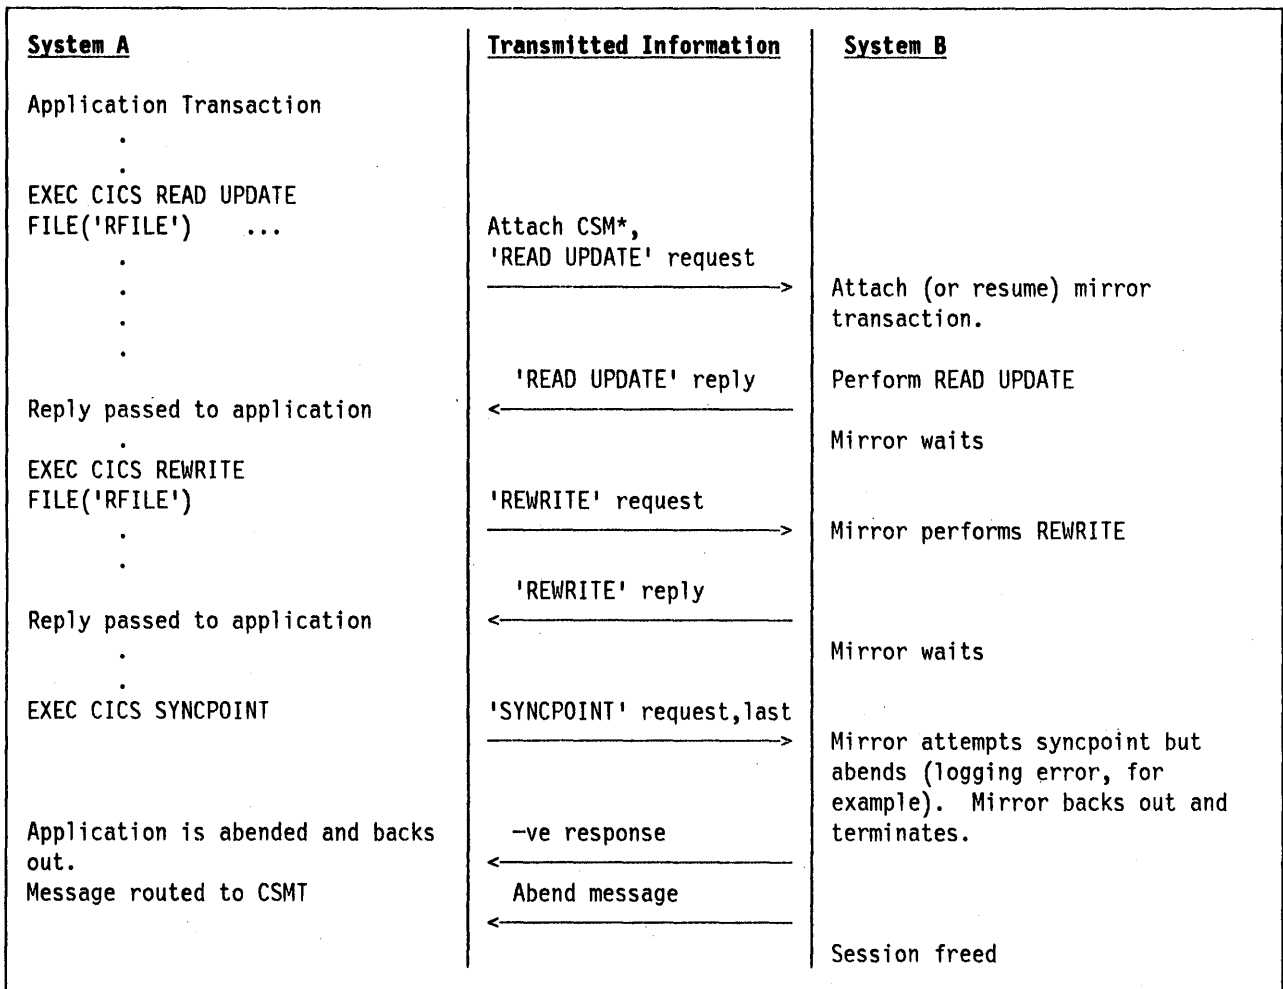 System A Transmitted Information System B
Application Transaction
.
.
EXEC CICS READ UPDATE
FILE('RFILE') ... Attach CSM*,
. 'READ UPDATE' request
. Attach (or resume) mirror
. transaction.
.
'READ UPDATE' reply Perform READ UPDATE
Reply passed to application
. Mirror waits
EXEC CICS REWRITE
FILE('RFILE') 'REWRITE' request
. Mirror performs REWRITE
.
'REWRITE' reply
Reply passed to application
. Mirror waits
.
EXEC CICS SYNCPOINT 'SYNCPOINT' request,last
Mirror attempts syncpoint but
abends (logging error, for
example). Mirror backs out and
Application is abended and backs -ve response terminates.
out.
Message routed to CSMT Abend message
Session freed